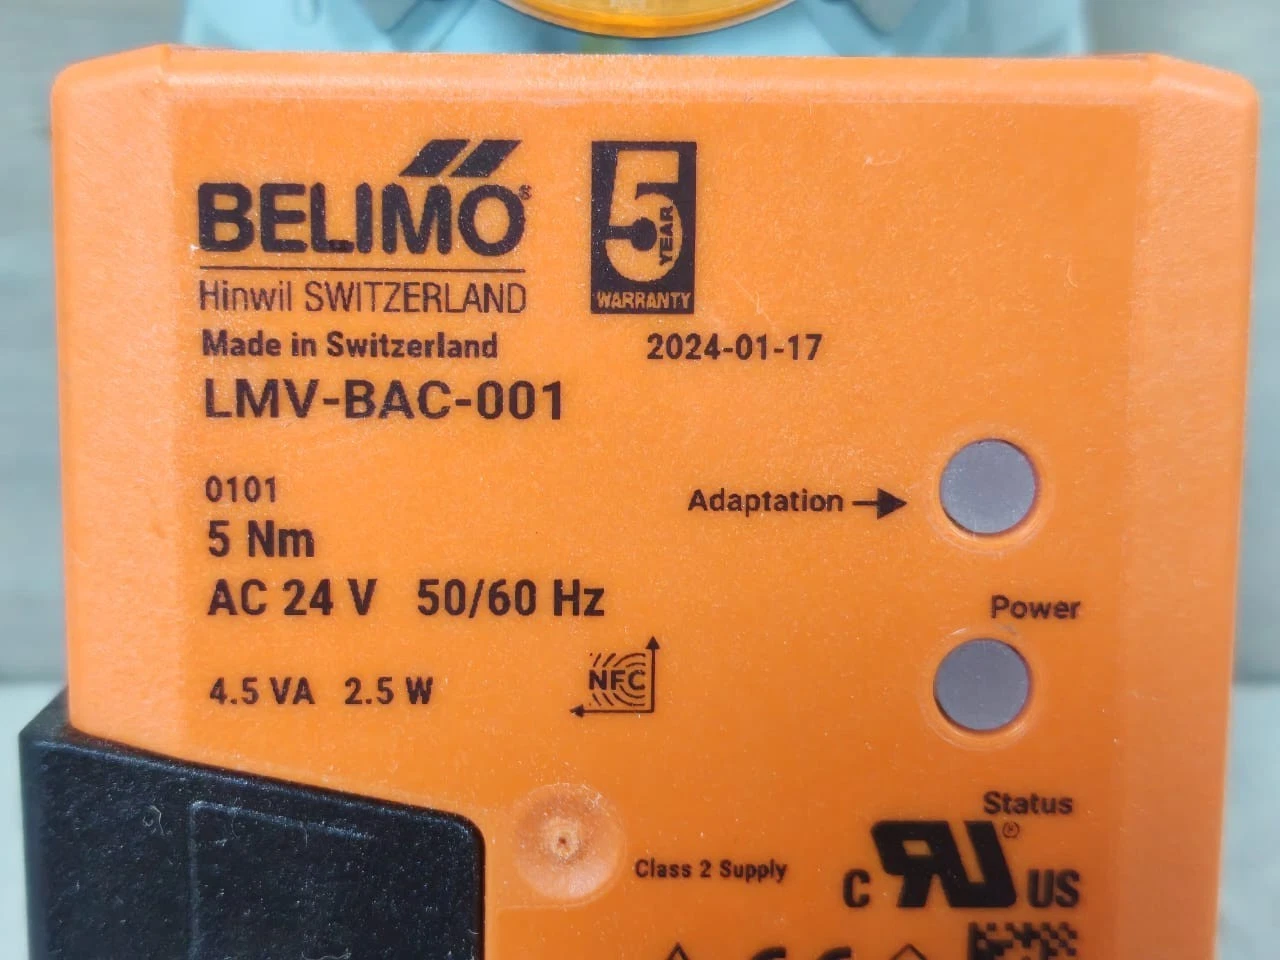 BELIMO®
5 YEAR WARRANTY
Hinwil SWITZERLAND
Made in Switzerland
2024-01-17
LMV-BAC-001
0101
Adaptation
5 Nm
AC 24 V 50/60 Hz
Power
4.5 VA 2.5 W
NFC
Status
Class 2 Supply
C RU® US